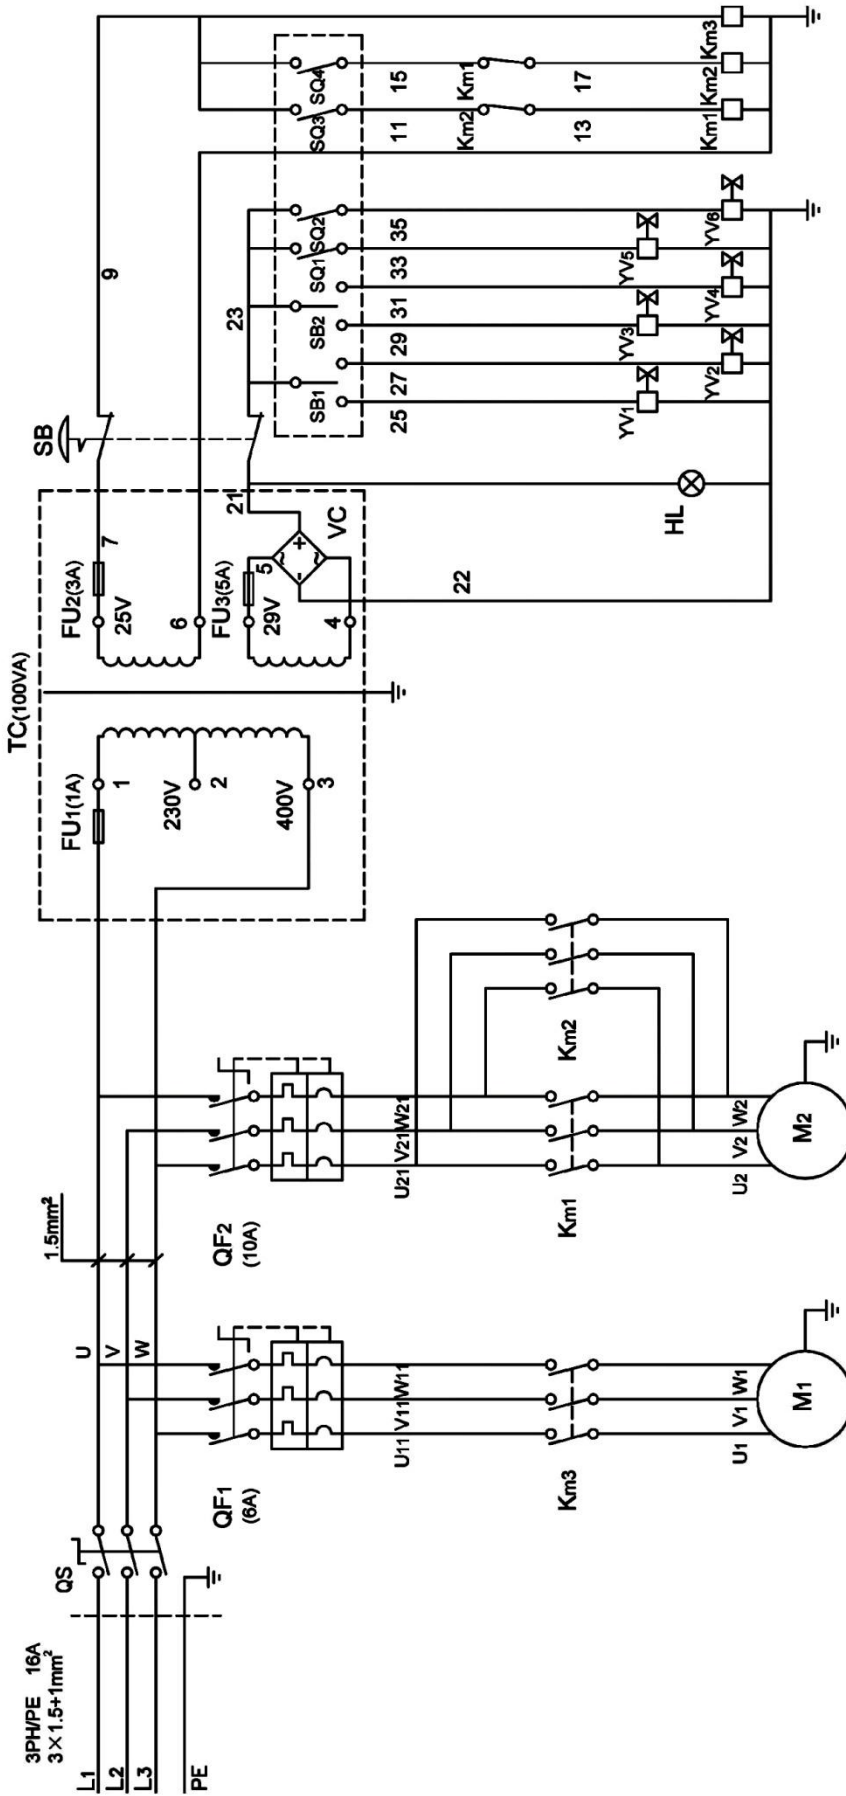 3PH/PE 16A
3×1.5+1mm²
L1
L2
L3
PE
QS
U
V
W
1.5mm²
QF1
(6A)
U11 V11 W11
Km3
U1 V1 W1
M1
QF2
(10A)
U21 V21 W21
Km1
Km2
U2 V2 W2
M2
TC(100VA)
FU1(1A)
1
230V
2
400V
3
FU2(3A)
25V
7
6
FU3(5A)
29V
5
4
VC
21
22
HL
SB
9
23
SB1
SB2
SQ1
SQ2
SQ3
SQ4
25
27
29
31
33
35
11
15
Km2
Km1
13
17
YV1
YV2
YV3
YV4
YV5
YV6
Km1
Km2
Km3